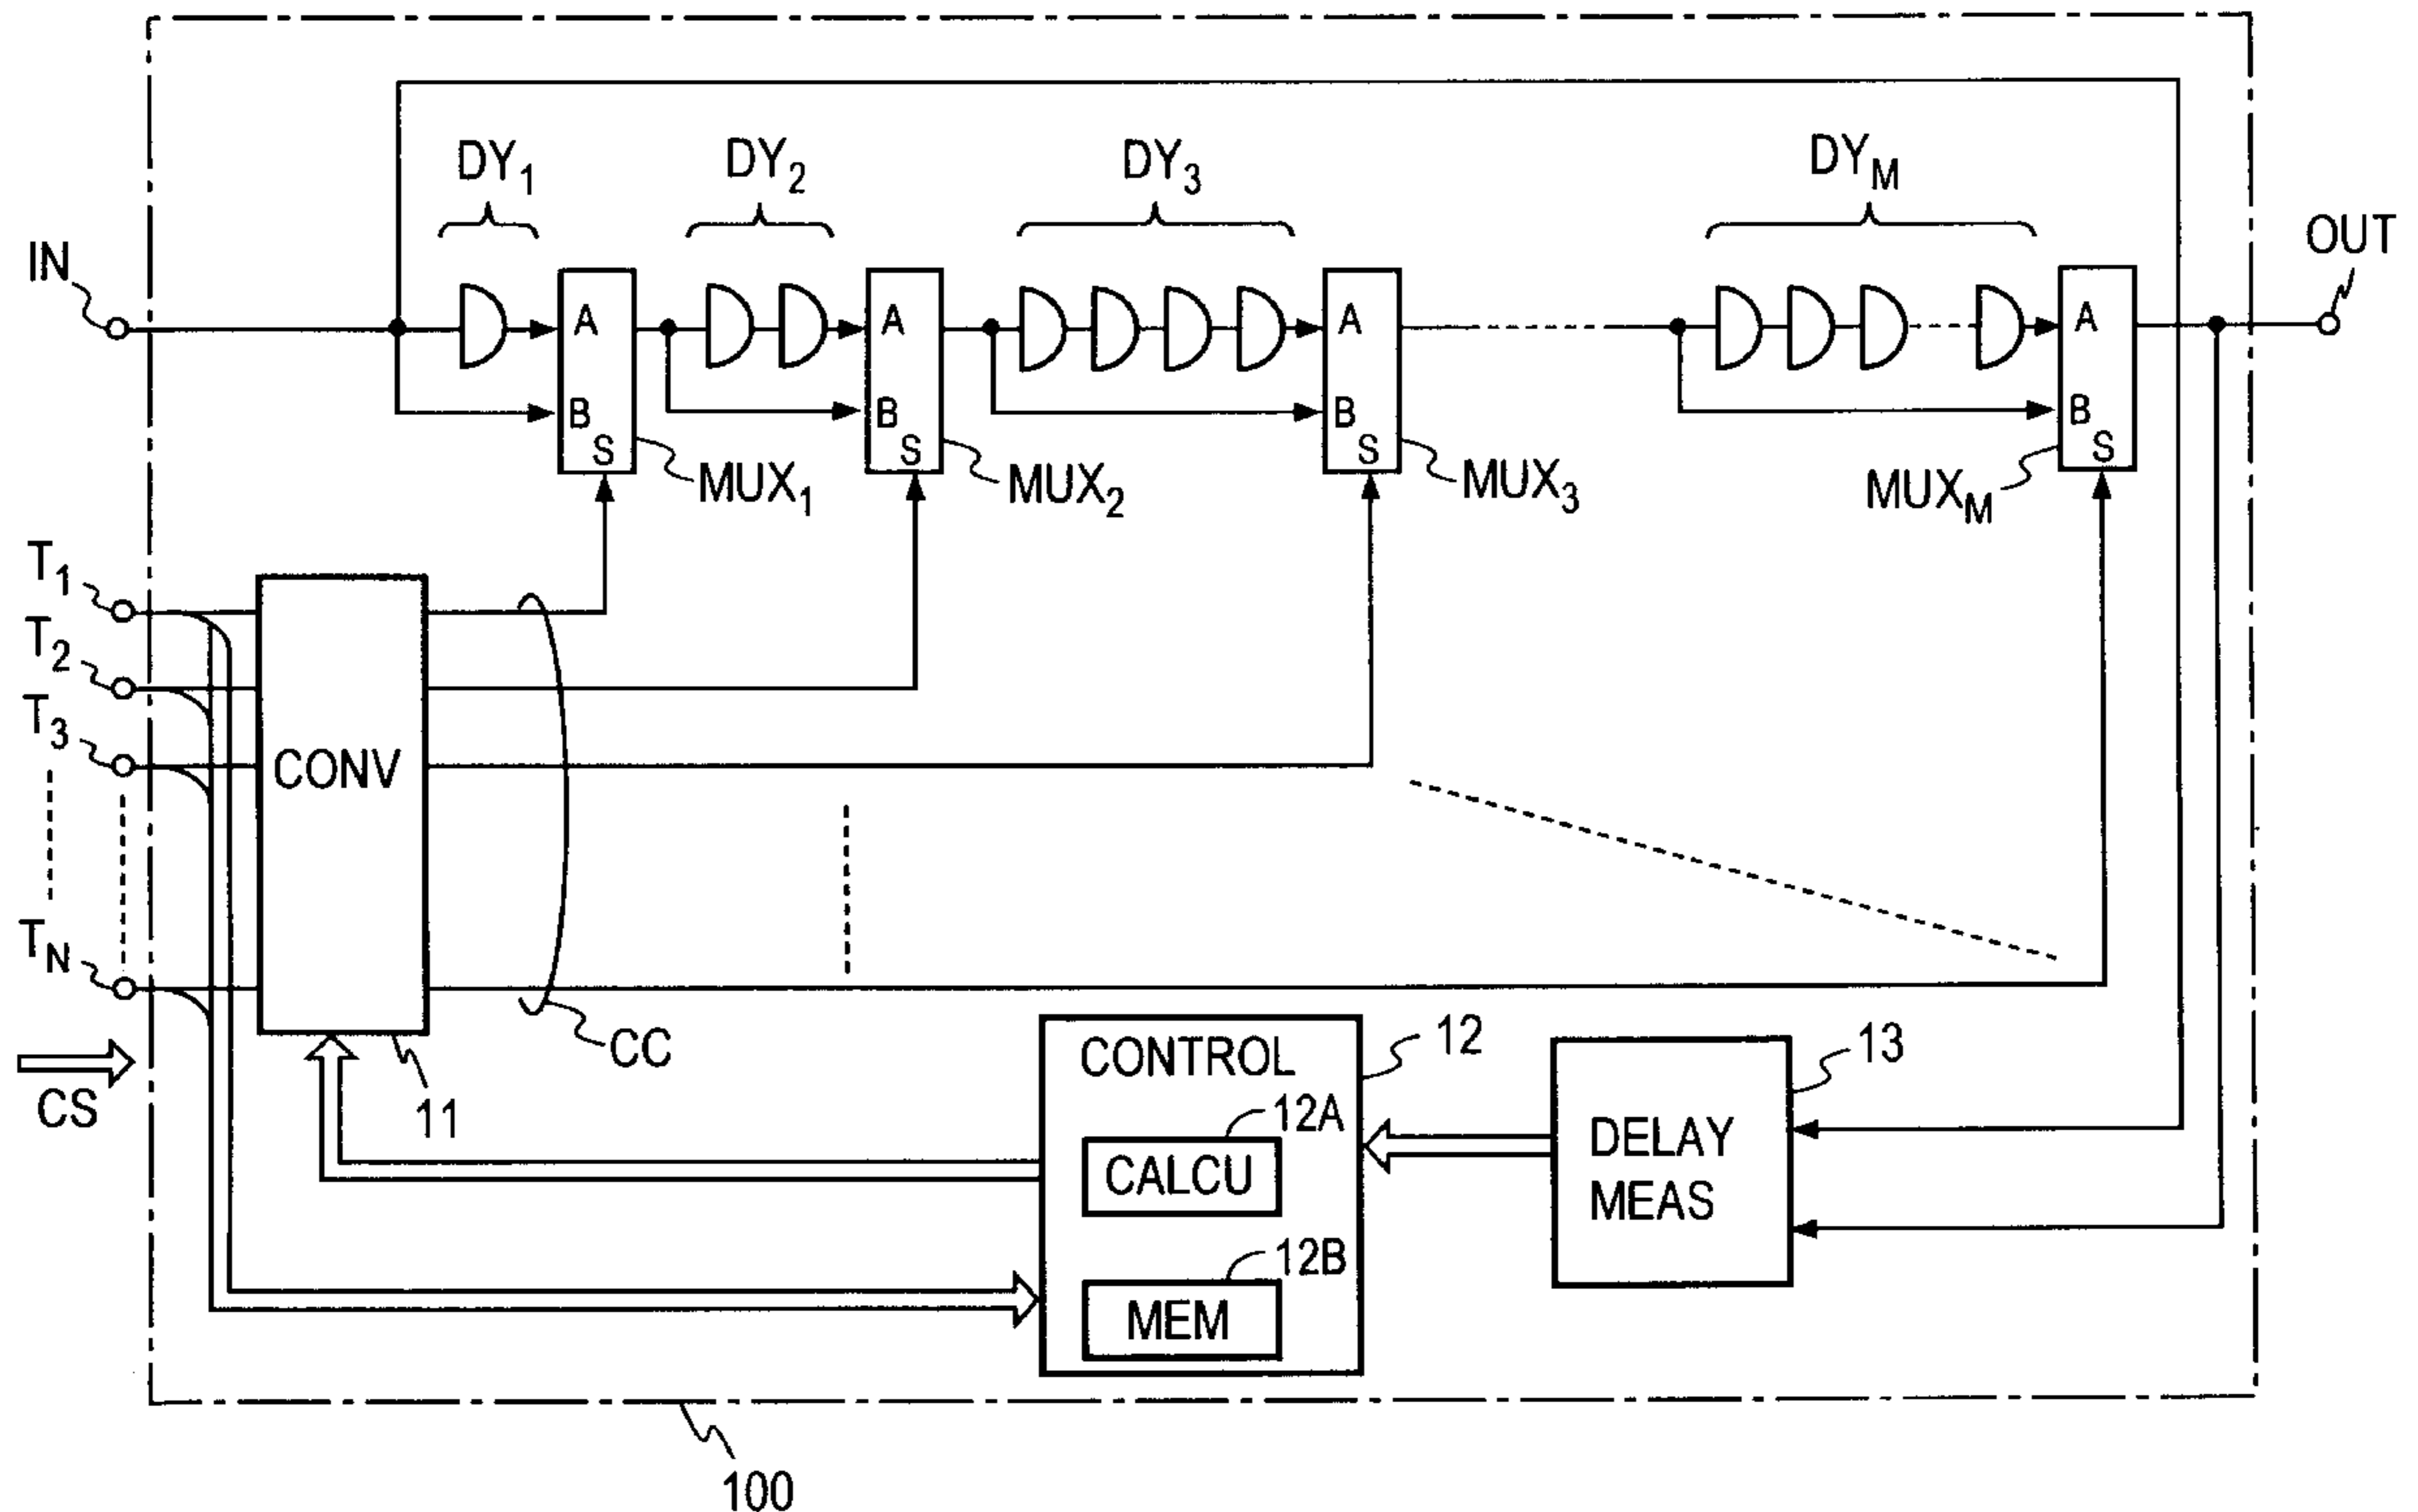 DY1
DY2
DY3
DYM
IN
OUT
A
B
S
MUX1
A
B
S
MUX2
A
B
S
MUX3
A
B
S
MUXM
T1
T2
T3
TN
CONV
CC
CS
11
CONTROL
12
12A
CALCU
12B
MEM
DELAY
MEAS
13
100